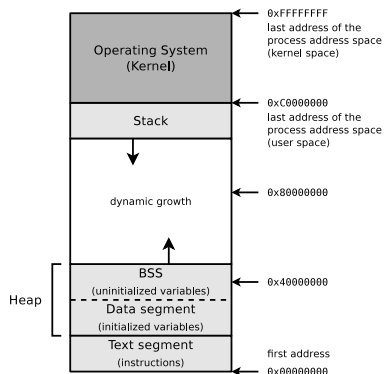 0xFFFFFFFF
last address of the
process address space
(kernel space)
Operating System
(Kernel)
0xC0000000
last address of the
process address space
(user space)
Stack
dynamic growth
0x80000000
BSS
(uninitialized variables)
0x40000000
Heap
Data segment
(initialized variables)
Text segment
(instructions)
first address
0x00000000